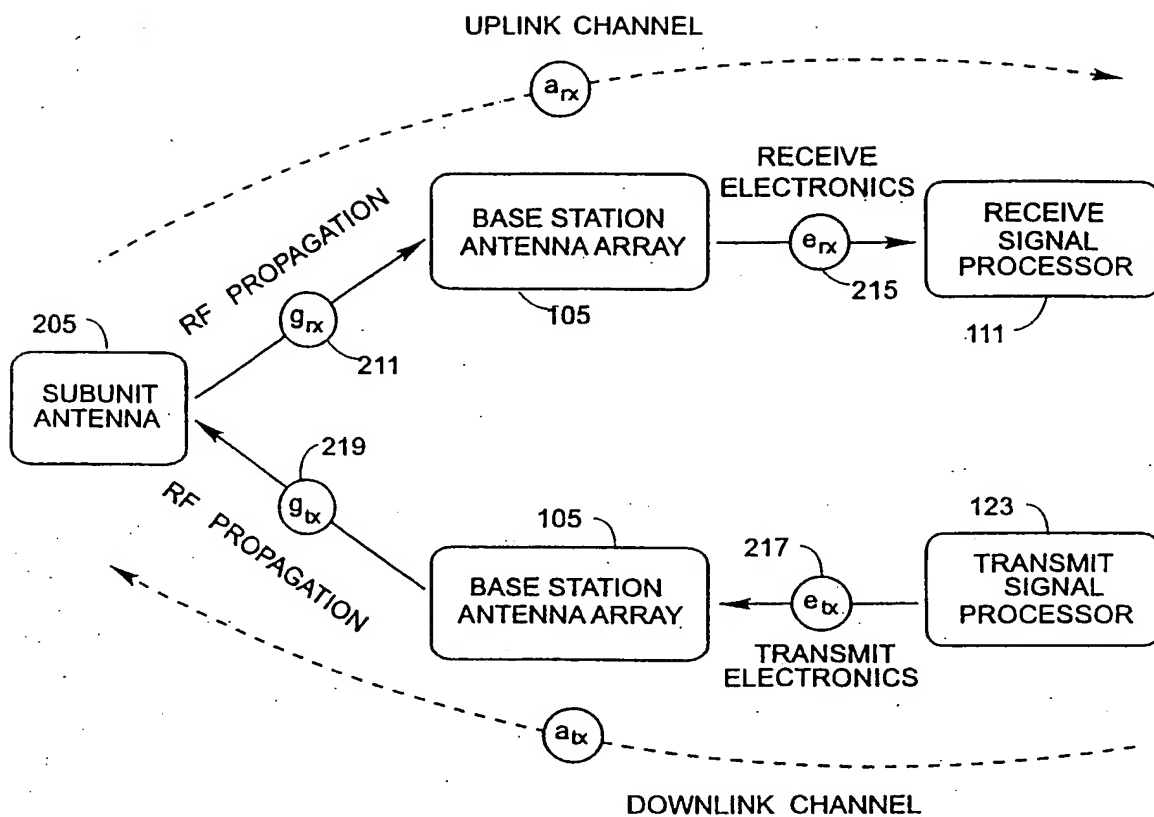 UPLINK CHANNEL
a_rx
RECEIVE
ELECTRONICS
RF PROPAGATION
BASE STATION
ANTENNA ARRAY
e_rx
RECEIVE
SIGNAL
PROCESSOR
105
215
111
g_rx
211
205
SUBUNIT
ANTENNA
219
g_tx
RF PROPAGATION
105
BASE STATION
ANTENNA ARRAY
217
e_tx
TRANSMIT
ELECTRONICS
123
TRANSMIT
SIGNAL
PROCESSOR
a_tx
DOWNLINK CHANNEL